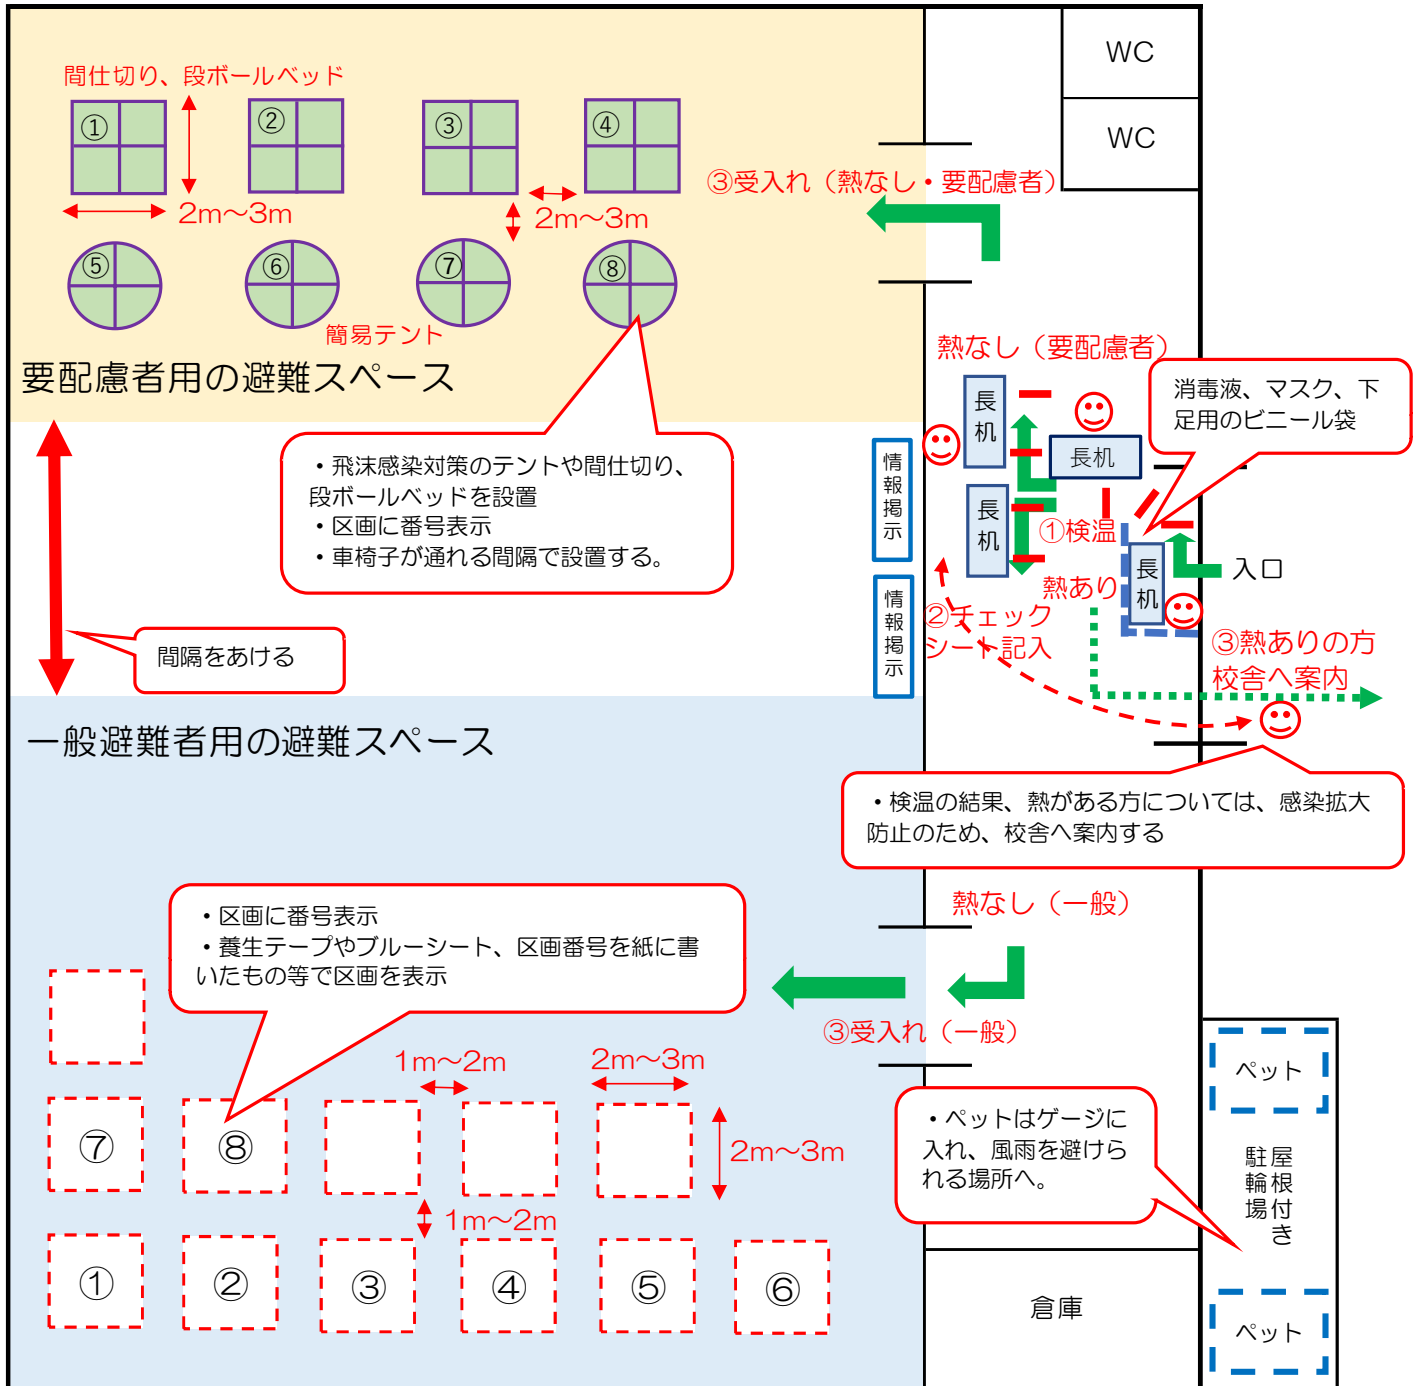 間仕切り、段ボールベッド
①
②
③
④
2m～3m
2m～3m
⑤
⑥
⑦
⑧
簡易テント
要配慮者用の避難スペース
WC
WC
③受入れ（熱なし・要配慮者）
熱なし（要配慮者）
消毒液、マスク、下
足用のビニール袋
長机
長机
長机
長机
①検温
入口
熱あり
②チェック
シート記入
③熱ありの方
校舎へ案内
情報掲示
情報掲示
・飛沫感染対策のテントや間仕切り、
段ボールベッドを設置
・区画に番号表示
・車椅子が通れる間隔で設置する。
間隔をあける
一般避難者用の避難スペース
・検温の結果、熱がある方については、感染拡大
防止のため、校舎へ案内する
熱なし（一般）
③受入れ（一般）
・区画に番号表示
・養生テープやブルーシート、区画番号を紙に書
いたもの等で区画を表示
1m～2m
2m～3m
2m～3m
1m～2m
⑦
⑧
①
②
③
④
⑤
⑥
・ペットはゲージに
入れ、風雨を避けら
れる場所へ。
ペット
屋根付き
駐輪場
ペット
倉庫